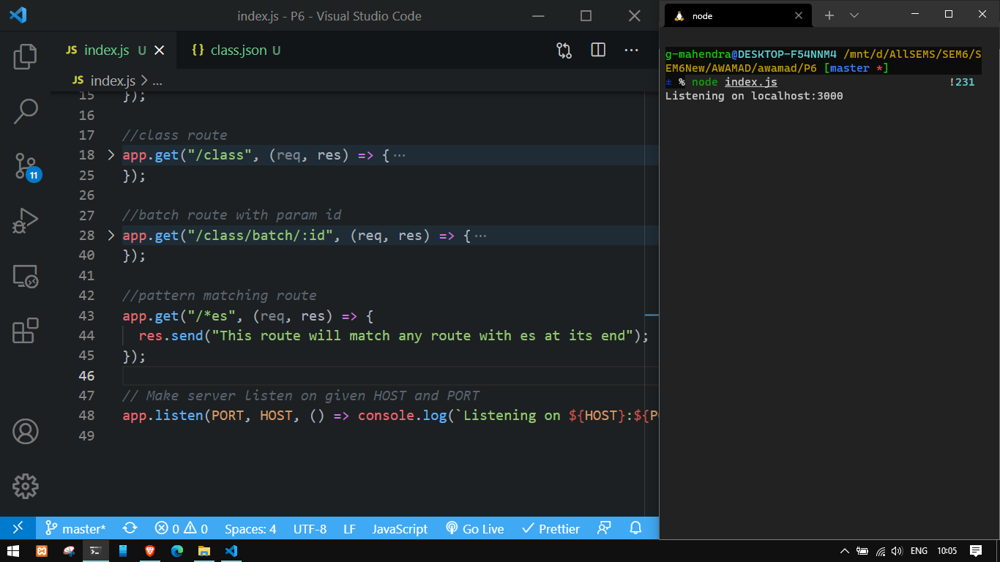 index.js - P6 - Visual Studio Code
JS index.js U
{} class.json U
JS index.js > ...
15 });
16
17 //class route
18 app.get("/class", (req, res) => {...
25 });
26
27 //batch route with param id
28 app.get("/class/batch/:id", (req, res) => {...
40 });
41
42 //pattern matching route
43 app.get("/*es", (req, res) => {
44 res.send("This route will match any route with es at its end");
45 });
46
47 // Make server listen on given HOST and PORT
48 app.listen(PORT, HOST, () => console.log(`Listening on ${HOST}:${P
49
11
master* 0 0 Spaces: 4 UTF-8 LF JavaScript Go Live Prettier
node
g-mahendra@DESKTOP-F54NNM4 /mnt/d/AllSEMS/SEM6/S
EM6New/AWAMAD/awamad/P6 [master *]
± % node index.js !231
Listening on localhost:3000
ENG 10:05